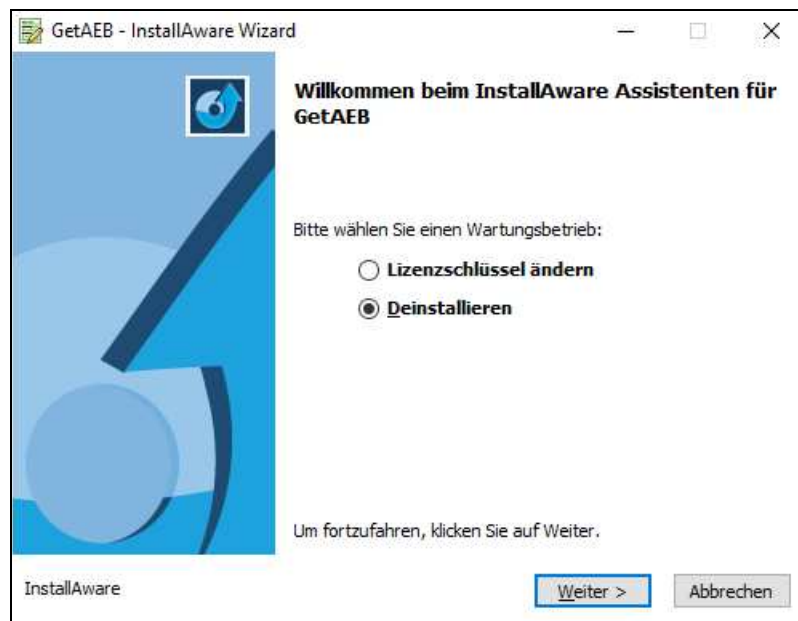 GetAEB - InstallAware Wizard
Willkommen beim InstallAware Assistenten für
GetAEB
Bitte wählen Sie einen Wartungsbetrieb:
Lizenzschlüssel ändern
Deinstallieren
Um fortzufahren, klicken Sie auf Weiter.
InstallAware
Weiter >
Abbrechen